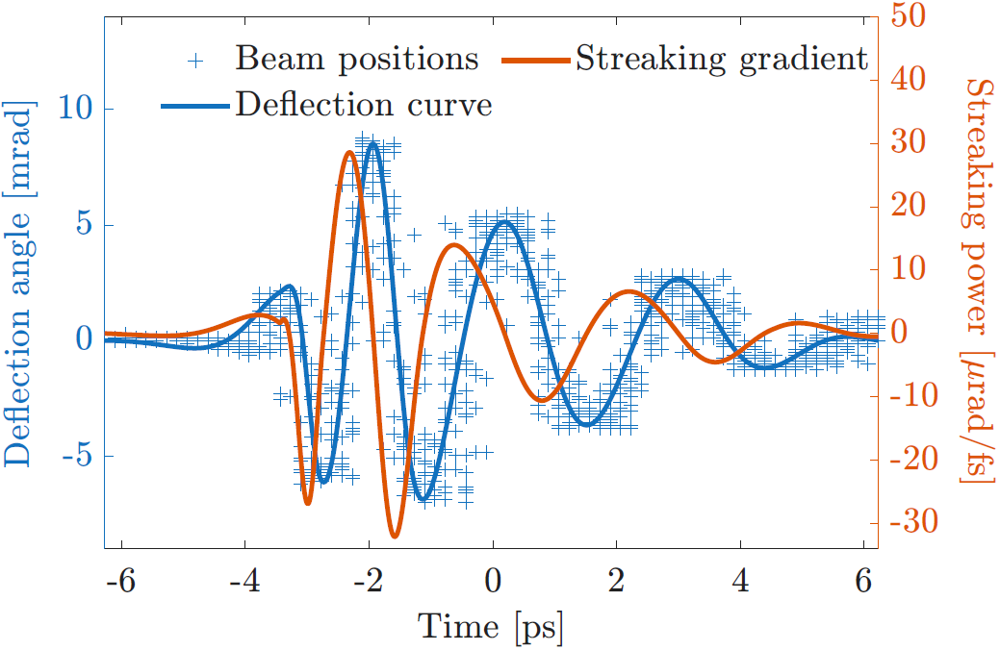 Beam positions
Streaking gradient
Deflection curve
Deflection angle [mrad]
10
5
0
-5
50
40
30
20
10
0
-10
-20
-30
Streaking power [μrad/fs]
-6 -4 -2 0 2 4 6
Time [ps]